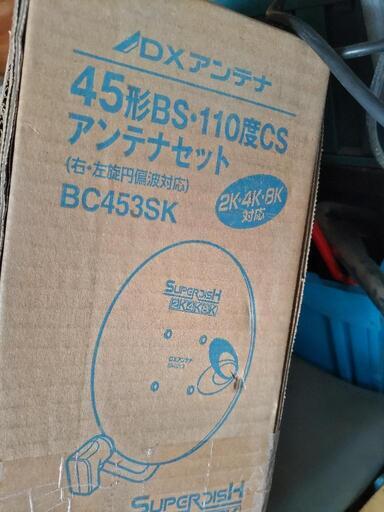 DXアンテナ
45形BS・110度CS
アンテナセット
(右・左旋円偏波対応)
BC453SK
2K・4K・8K
対応
SUPERDISH
2K4K8K
DXアンテナ
SUPERDISH